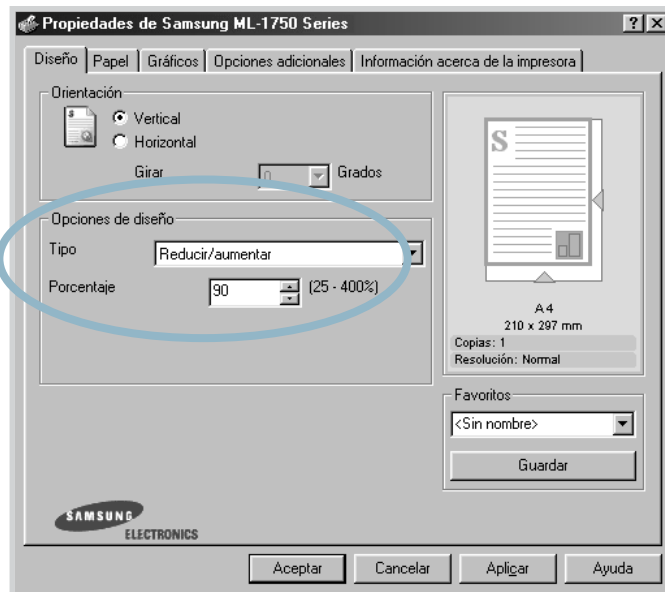 Propiedades de Samsung ML-1750 Series
Diseño Papel Gráficos Opciones adicionales Información acerca de la impresora
Orientación
Vertical
Horizontal
Girar 0 Grados
Opciones de diseño
Tipo Reducir/aumentar
Porcentaje 90 (25 - 400%)
S
A4
210 x 297 mm
Copias: 1
Resolución: Normal
Favoritos
<Sin nombre>
Guardar
SAMSUNG
ELECTRONICS
Aceptar Cancelar Aplicar Ayuda